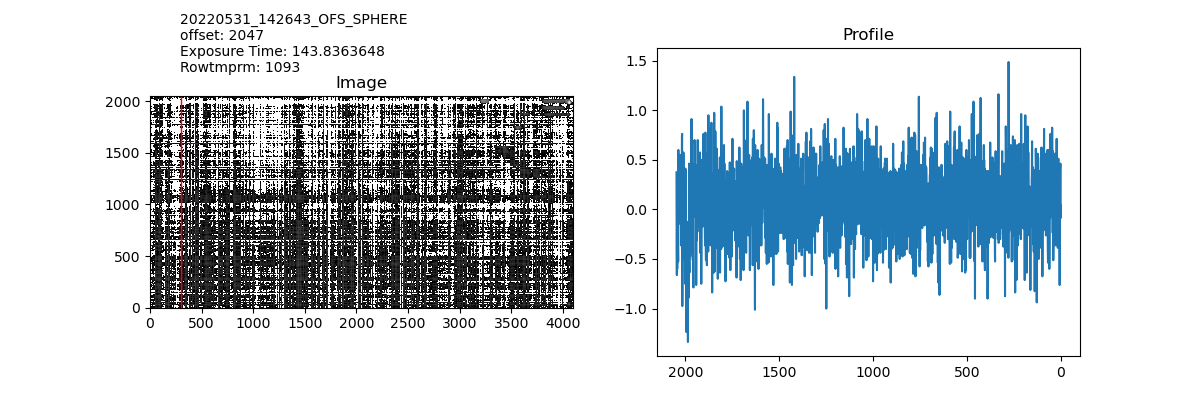 20220531_142643_OFS_SPHERE
offset: 2047
Exposure Time: 143.8363648
Rowtmprm: 1093
Image
2000
1500
1000
500
0
0 500 1000 1500 2000 2500 3000 3500 4000
Profile
1.5
1.0
0.5
0.0
−0.5
−1.0
2000 1500 1000 500 0